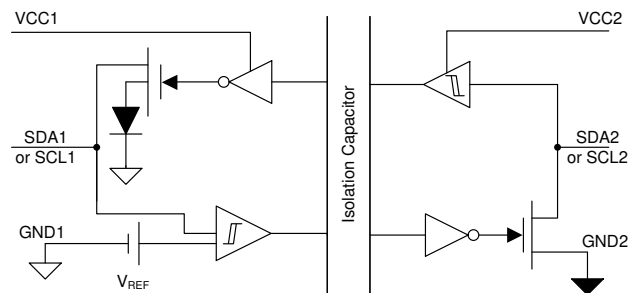 VCC1
VCC2
SDA1
or SCL1
Isolation Capacitor
SDA2
or SCL2
GND1
GND2
VREF